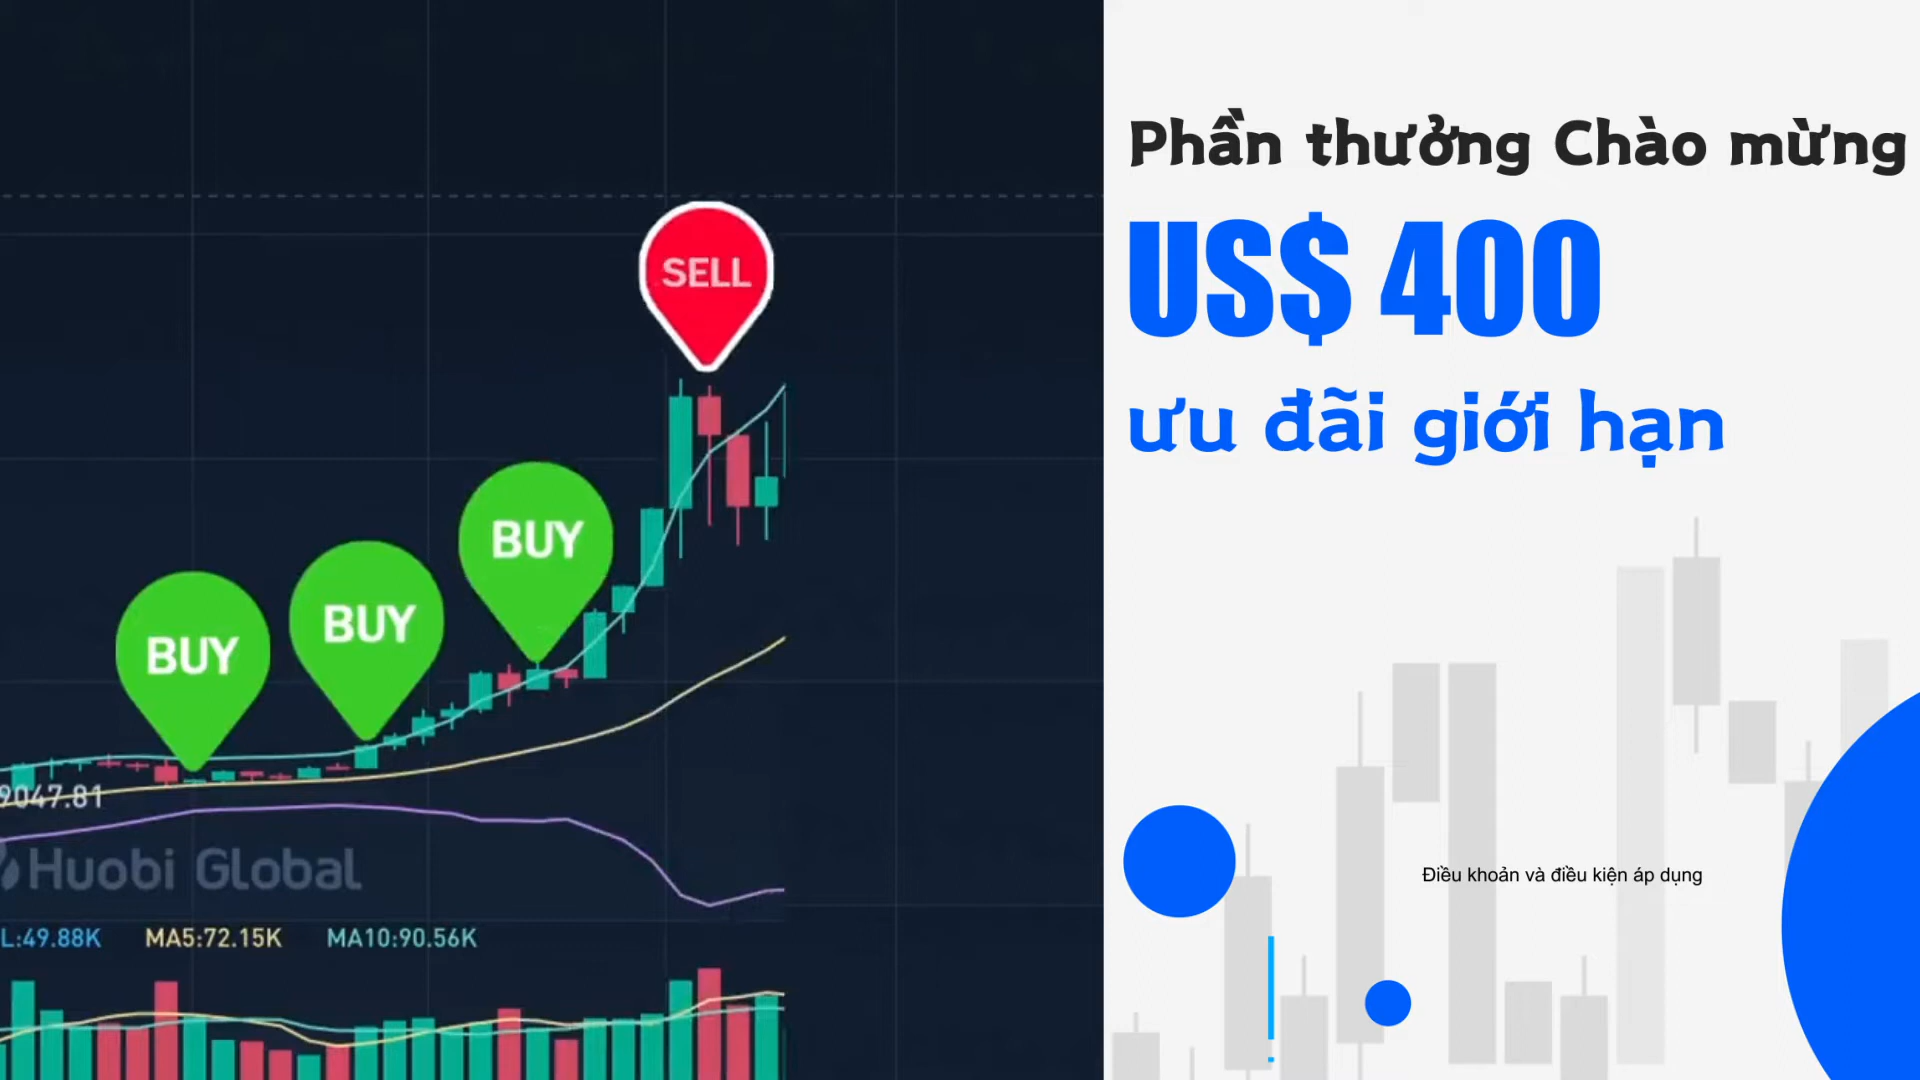 SELL
BUY
BUY
BUY
9047.81
Huobi Global
L:49.88K MA5:72.15K MA10:90.56K
Phần thưởng Chào mừng
US$ 400
ưu đãi giới hạn
Điều khoản và điều kiện áp dụng